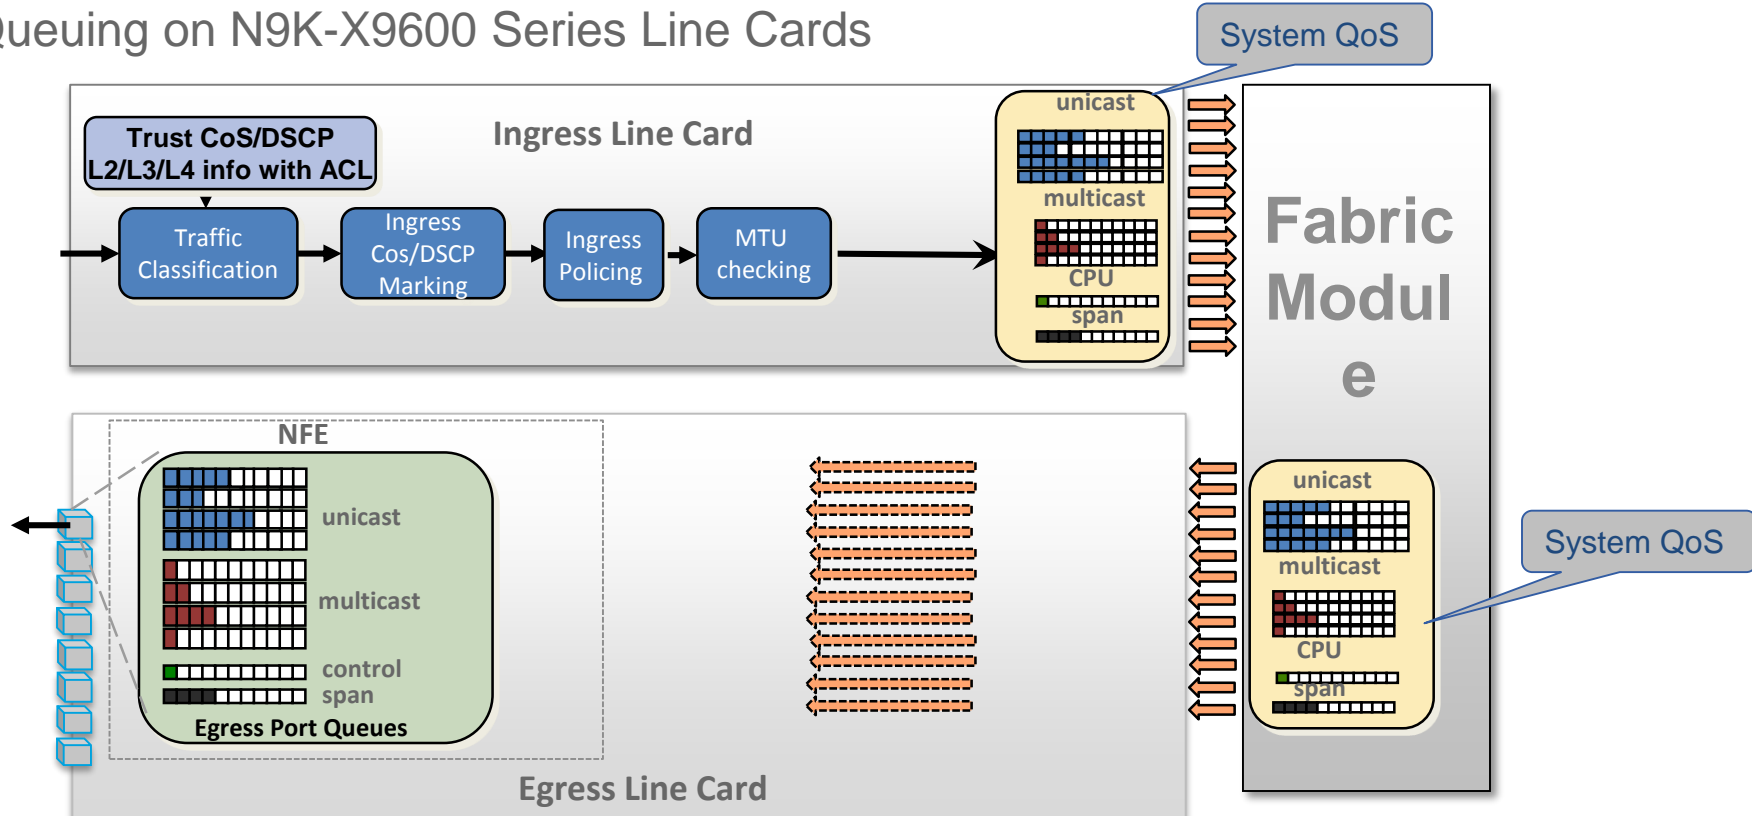 Queuing on N9K-X9600 Series Line Cards
System QoS
Trust CoS/DSCP
L2/L3/L4 info with ACL
Ingress Line Card
Traffic
Classification
Ingress
Cos/DSCP
Marking
Ingress
Policing
MTU
checking
unicast
multicast
CPU
span
Fabric
Modul
e
NFE
unicast
multicast
control
span
Egress Port Queues
Egress Line Card
unicast
multicast
CPU
span
System QoS